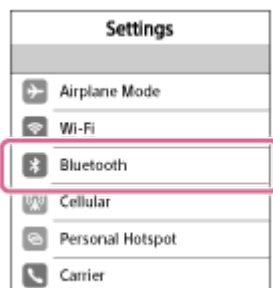 Settings
Airplane Mode
Wi-Fi
Bluetooth
Cellular
Personal Hotspot
Carrier